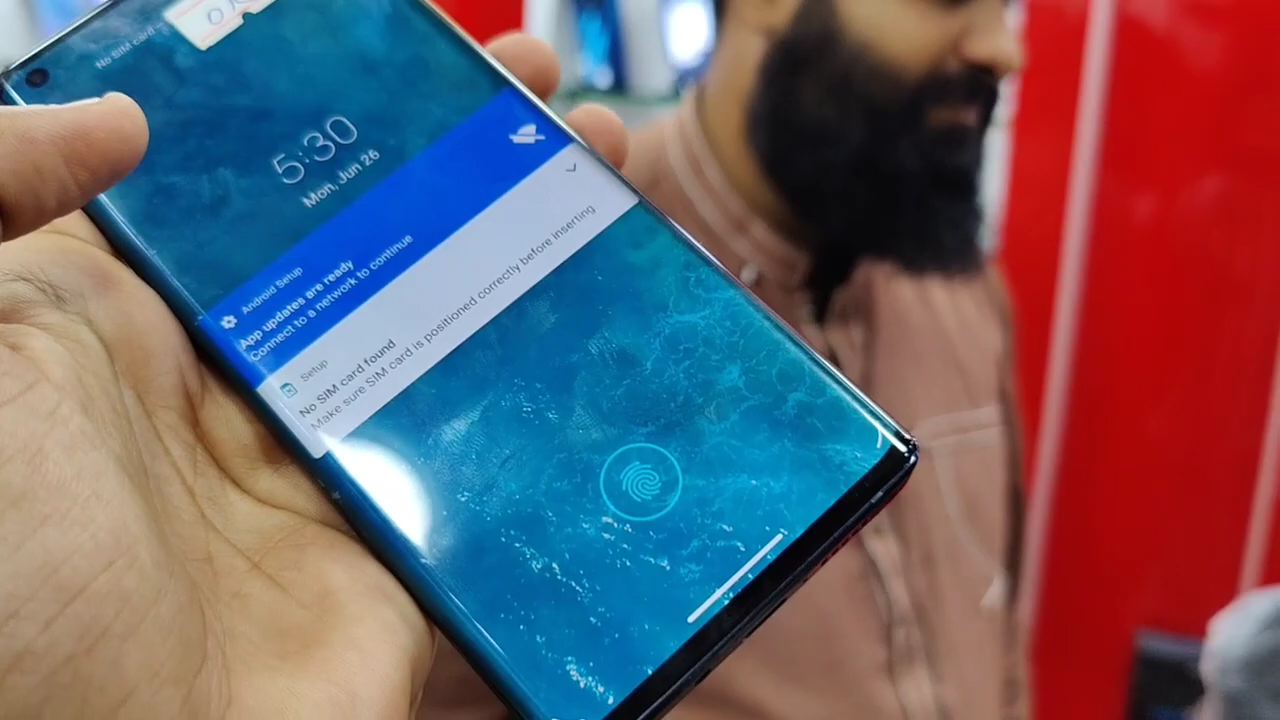 No SIM card
5:30
Mon, Jun 26
Android Setup
App updates are ready
Connect to a network to continue
Setup
No SIM card found
Make sure SIM card is positioned correctly before inserting